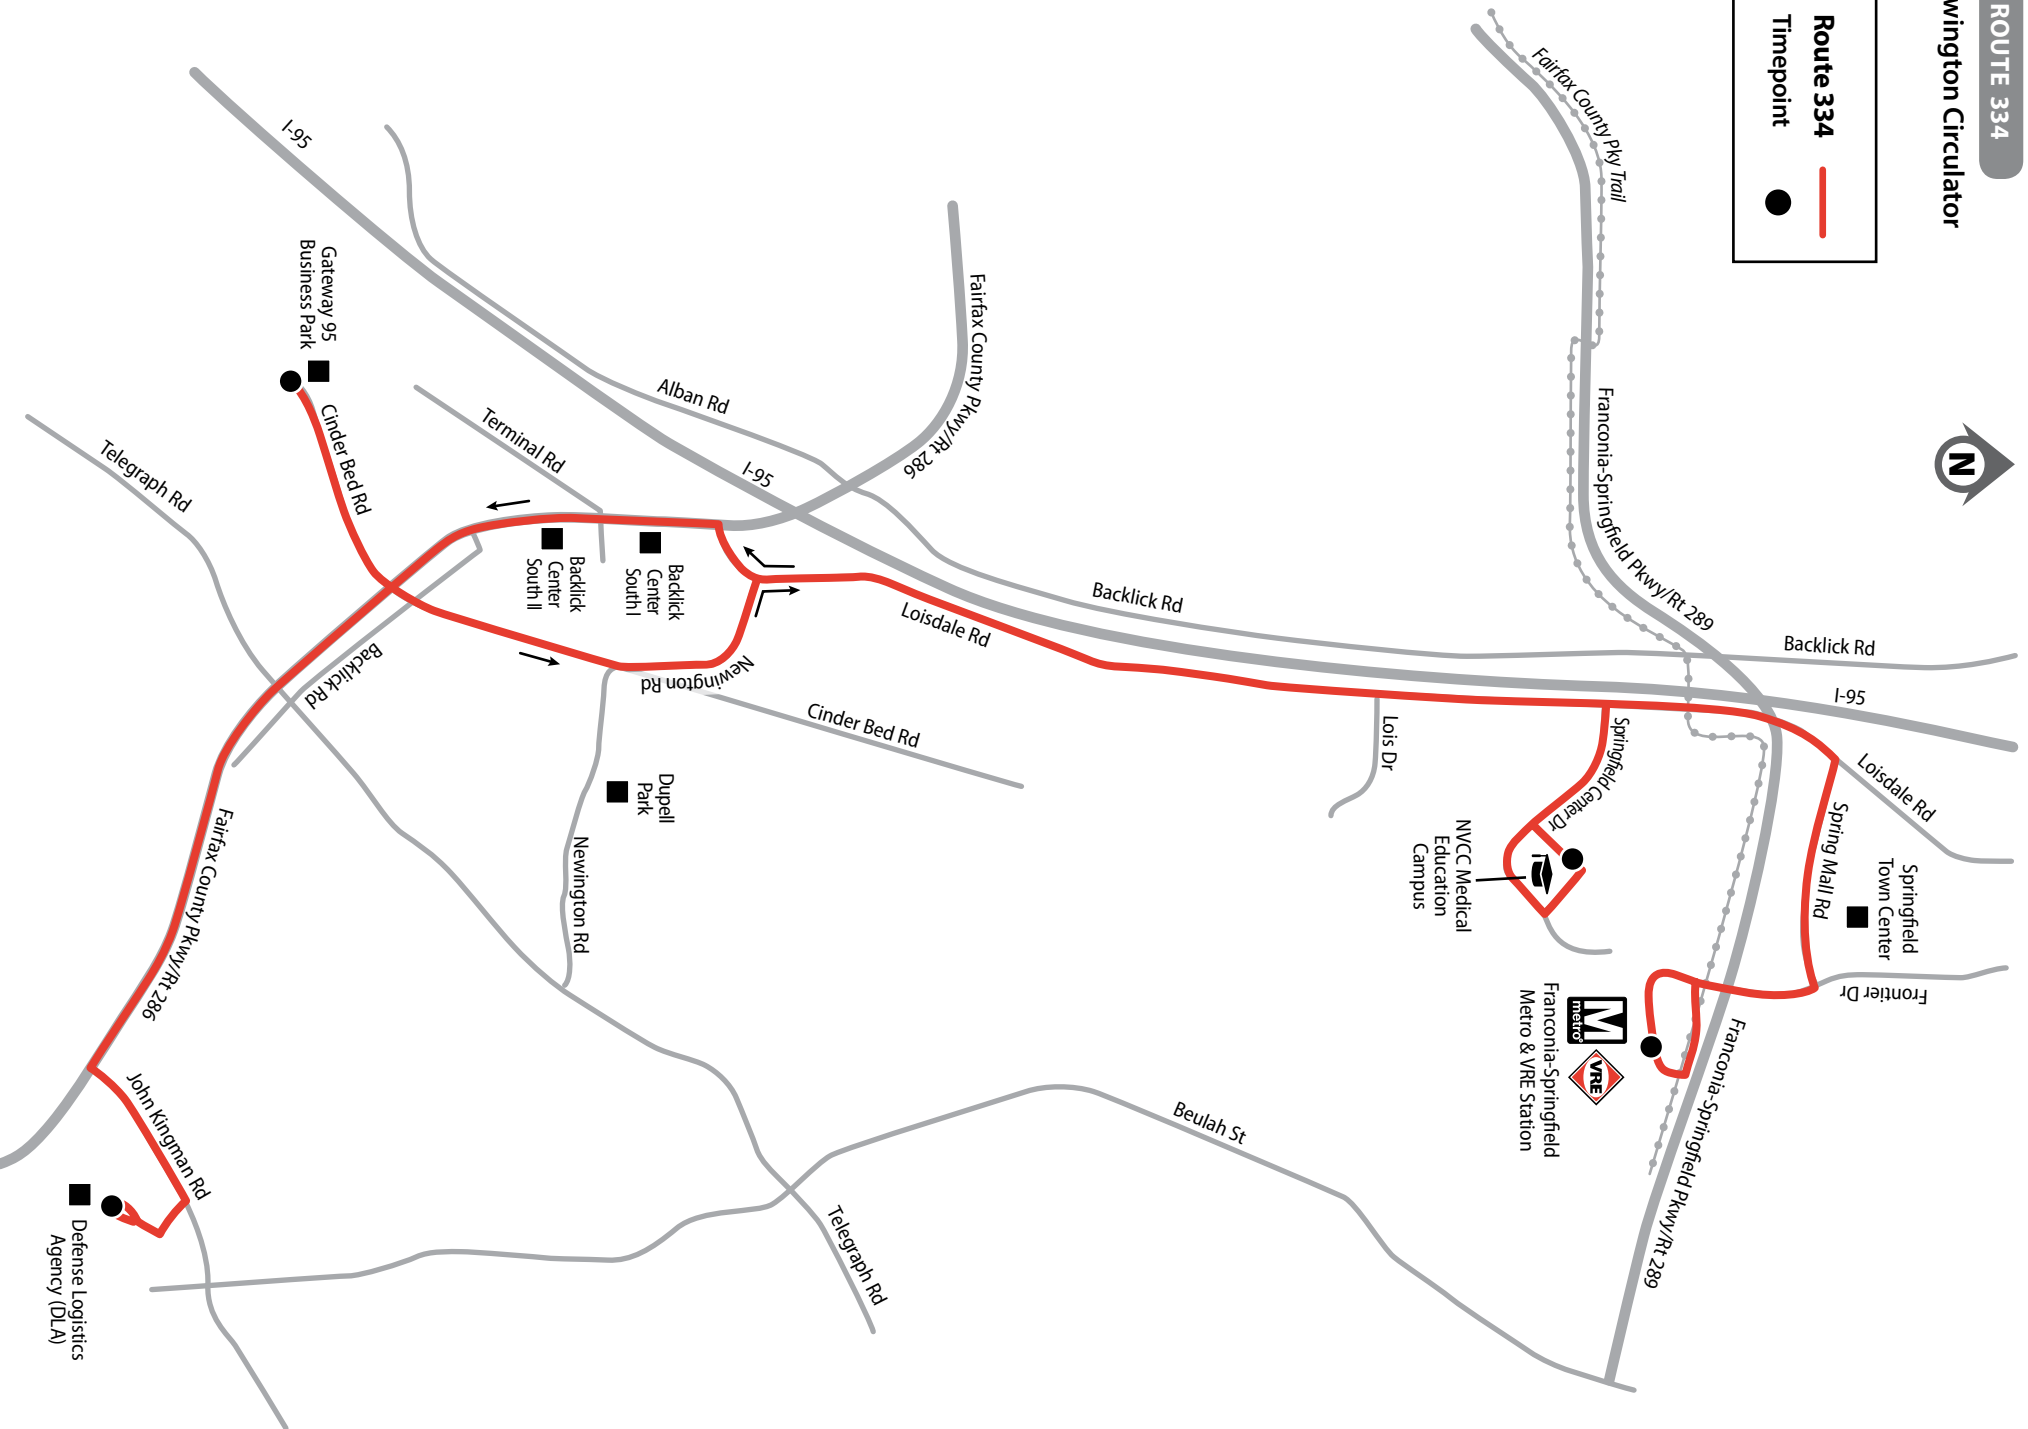 ROUTE 334
wington Circulator
Route 334
Timepoint
N
Fairfax County Pky Trail
Franconia-Springfield Pkwy/Rt 289
Backlick Rd
I-95
Loisdale Rd
Spring Mall Rd
Springfield
Town Center
Frontier Dr
Franconia-Springfield Pkwy/Rt 289
Springfield Center Dr
NVCC Medical
Education
Campus
M
metro
VRE
Franconia-Springfield
Metro & VRE Station
Lois Dr
Backlick Rd
Loisdale Rd
Beulah St
Fairfax County Pkwy/Rt 286
I-95
Alban Rd
Terminal Rd
Backlick
Center
South I
Backlick
Center
South II
Newington Rd
Cinder Bed Rd
Dupell
Park
Newington Rd
Telegraph Rd
I-95
Gateway 95
Business Park
Cinder Bed Rd
Backlick Rd
Telegraph Rd
Fairfax County Pkwy/Rt 286
John Kingman Rd
Defense Logistics
Agency (DLA)